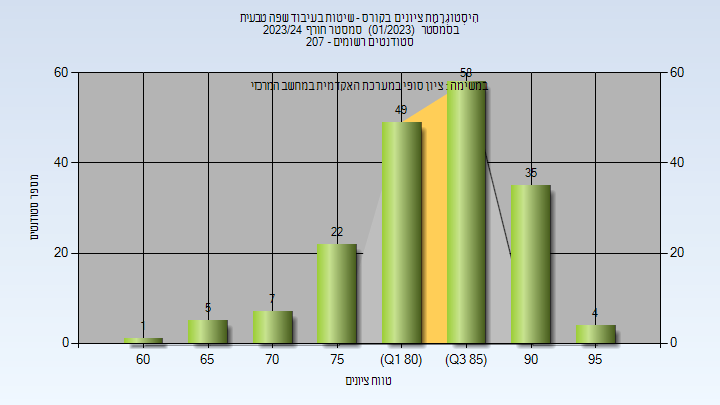 היסטוגרמת ציונים בקורס - שיטות בעיבוד שפה טבעית
בסמסטר (01/2023) סמסטר חורף 2023/24
סטודנטים רשומים - 207
במשימה : ציון סופי במערכת האקדמית במחשב המרכזי
מספר סטודנטים
60
40
20
0
60
40
20
0
1
5
7
22
49
58
35
4
60
65
70
75
(Q1 80)
(Q3 85)
90
95
טווח ציונים